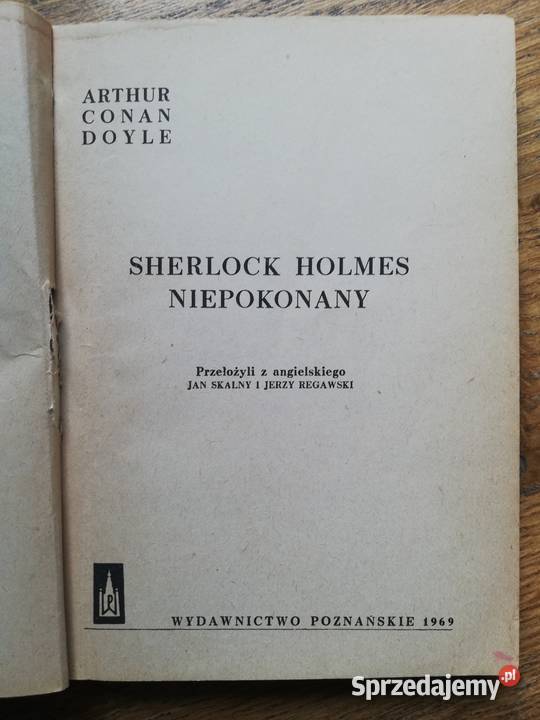 ARTHUR
CONAN
DOYLE
SHERLOCK HOLMES
NIEPOKONANY
Przełożyli z angielskiego
JAN SKALNY I JERZY REGAWSKI
WYDAWNICTWO POZNAŃSKIE 1969
Sprzedajemy.pl